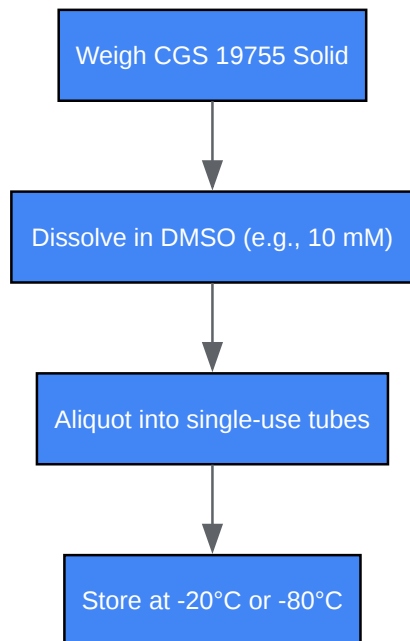 Weigh CGS 19755 Solid
Dissolve in DMSO (e.g., 10 mM)
Aliquot into single-use tubes
Store at -20°C or -80°C